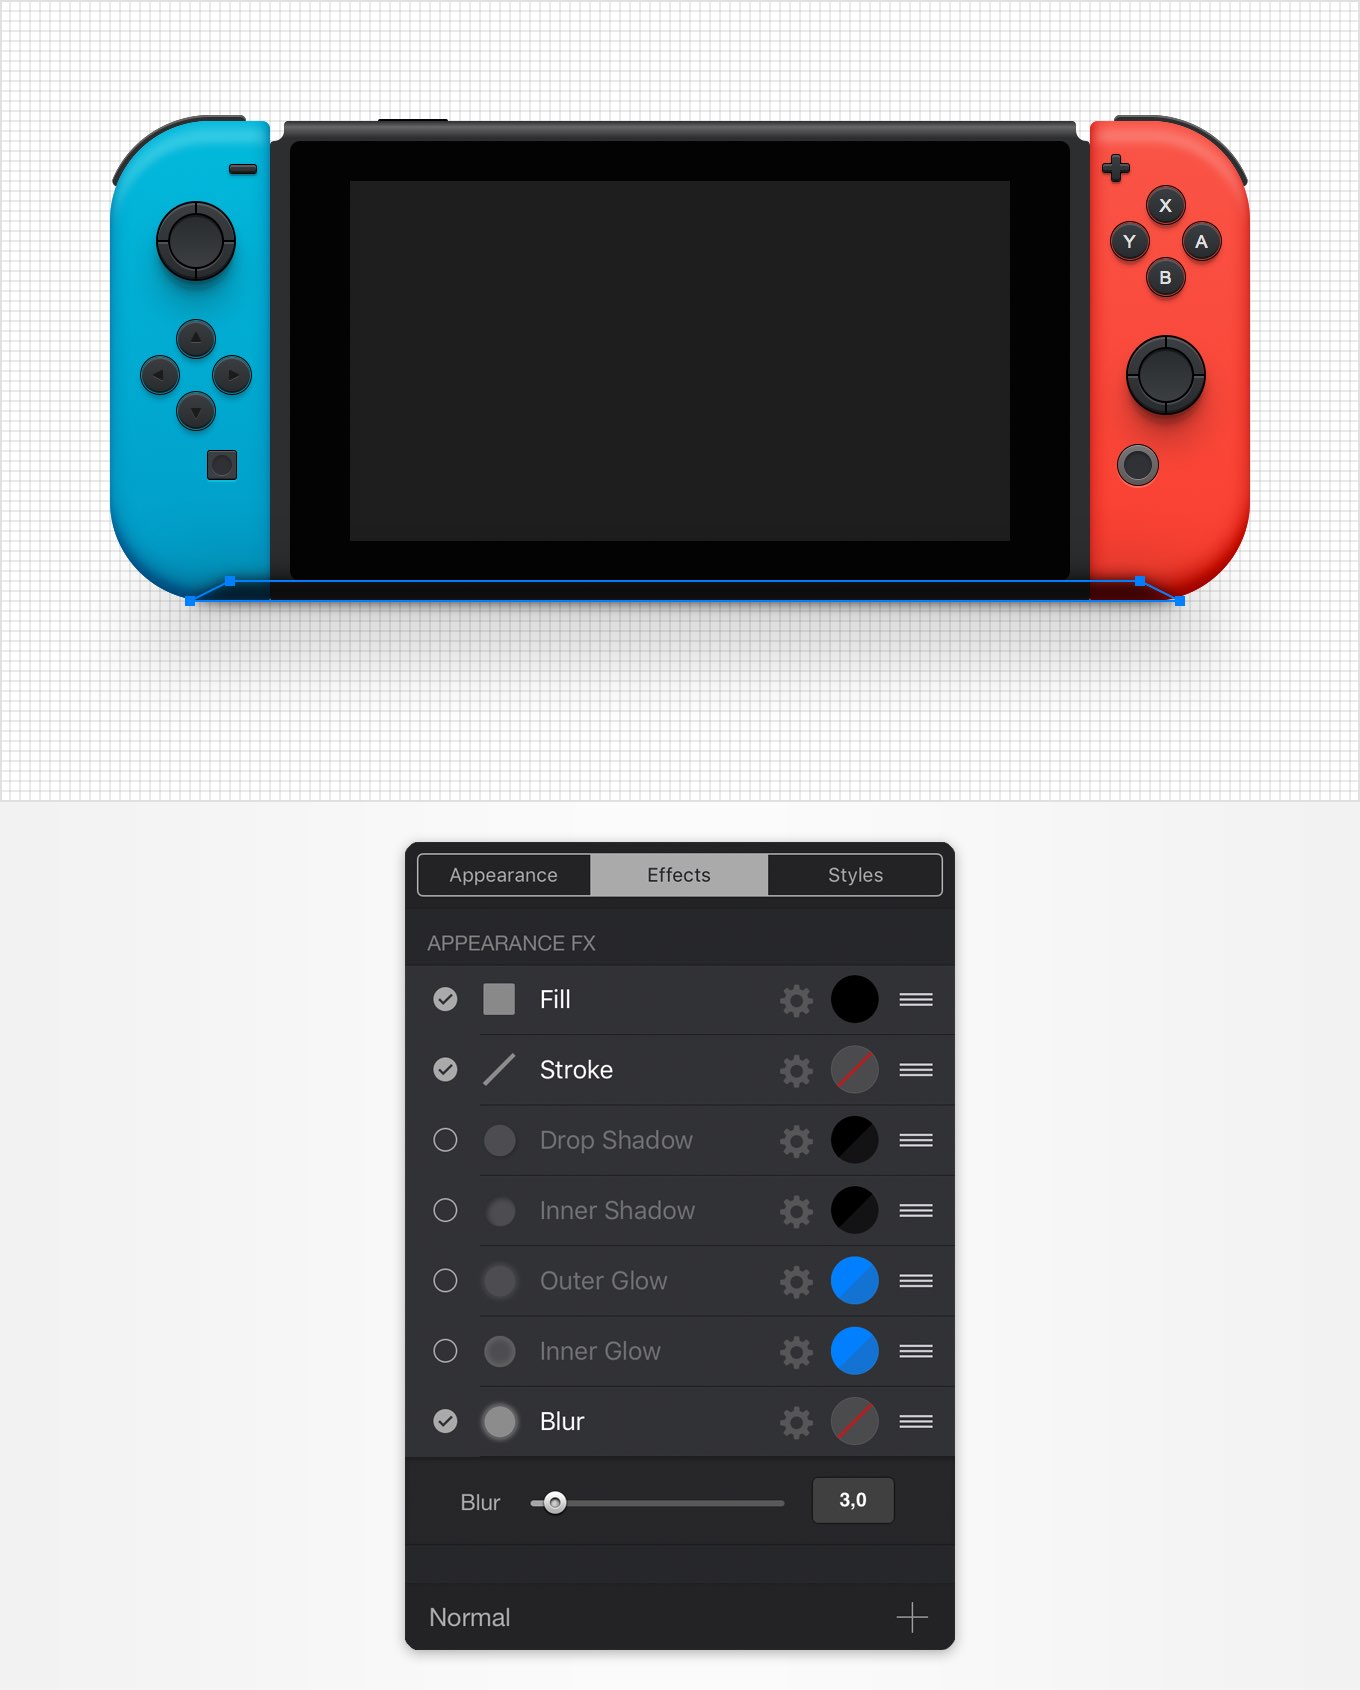 X
Y A
B
Appearance Effects Styles
APPEARANCE FX
Fill
Stroke
Drop Shadow
Inner Shadow
Outer Glow
Inner Glow
Blur
Blur 3,0
Normal